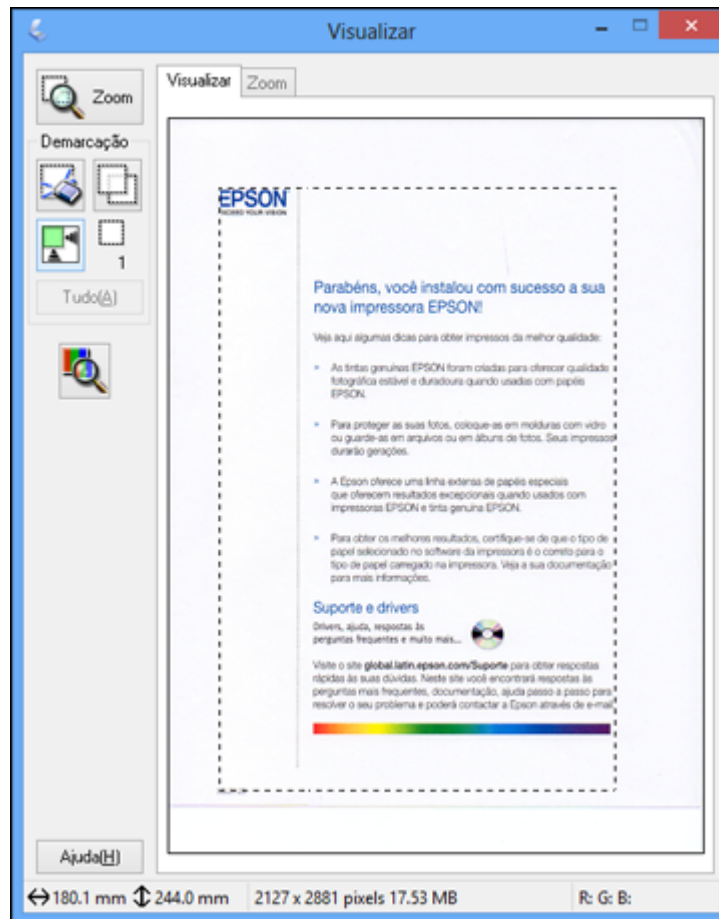 Visualizar
Zoom
Visualizar
Zoom
Demarcação
1
Tudo(A)
Ajuda(H)
EPSON
EXCEED YOUR VISION
Parabéns, você instalou com sucesso a sua
nova impressora EPSON!
Veja aqui algumas dicas para obter impressos da melhor qualidade:
As tintas genuínas EPSON foram criadas para oferecer qualidade
fotográfica estável e duradoura quando usadas com papéis
EPSON.
Para proteger as suas fotos, coloque-as em molduras com vidro
ou guarde-as em arquivos ou em álbuns de fotos. Seus impressos
durarão gerações.
A Epson oferece uma linha extensa de papéis especiais
que oferecem resultados excepcionais quando usados com
impressoras EPSON e tinta genuína EPSON.
Para obter os melhores resultados, certifique-se de que o tipo de
papel selecionado no software da impressora é o correto para o
tipo de papel carregado na impressora. Veja a sua documentação
para mais informações.
Suporte e drivers
Drivers, ajuda, respostas às
perguntas frequentes e muito mais...
Visite o site global.latin.epson.com/Suporte para obter respostas
rápidas às suas dúvidas. Neste site você encontrará respostas às
perguntas mais frequentes, documentação, ajuda passo a passo para
resolver o seu problema e poderá contactar a Epson através de e-mail
180.1 mm 244.0 mm 2127 x 2881 pixels 17.53 MB R: G: B: